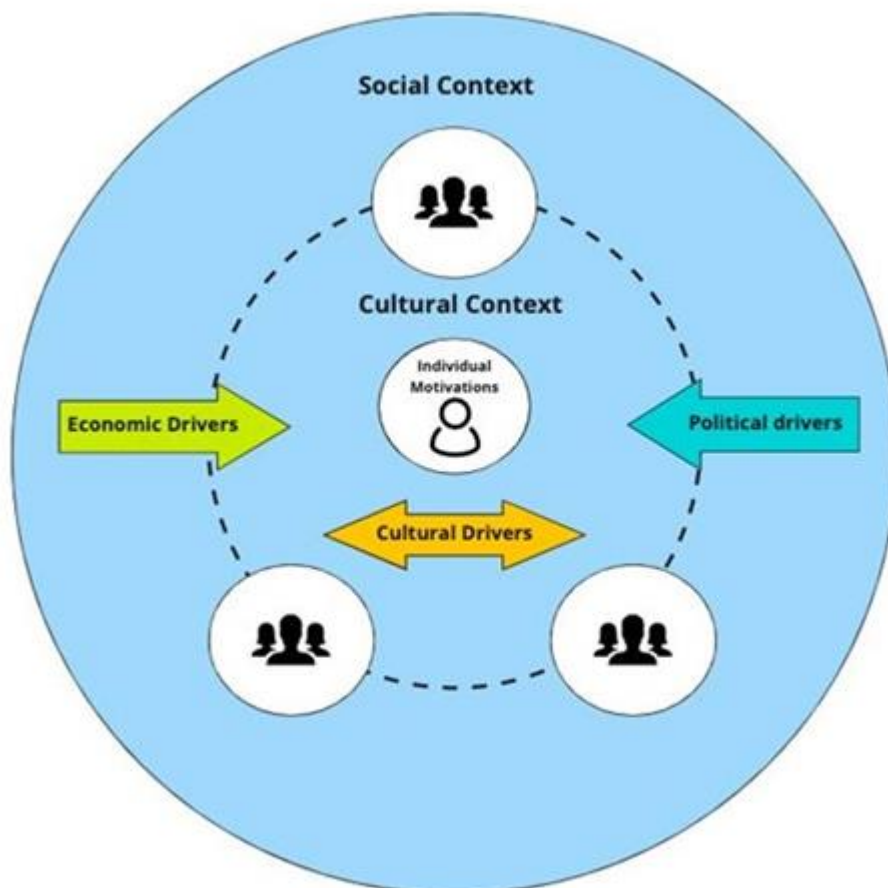 Social Context
Cultural Context
Individual
Motivations
Economic Drivers
Political drivers
Cultural Drivers